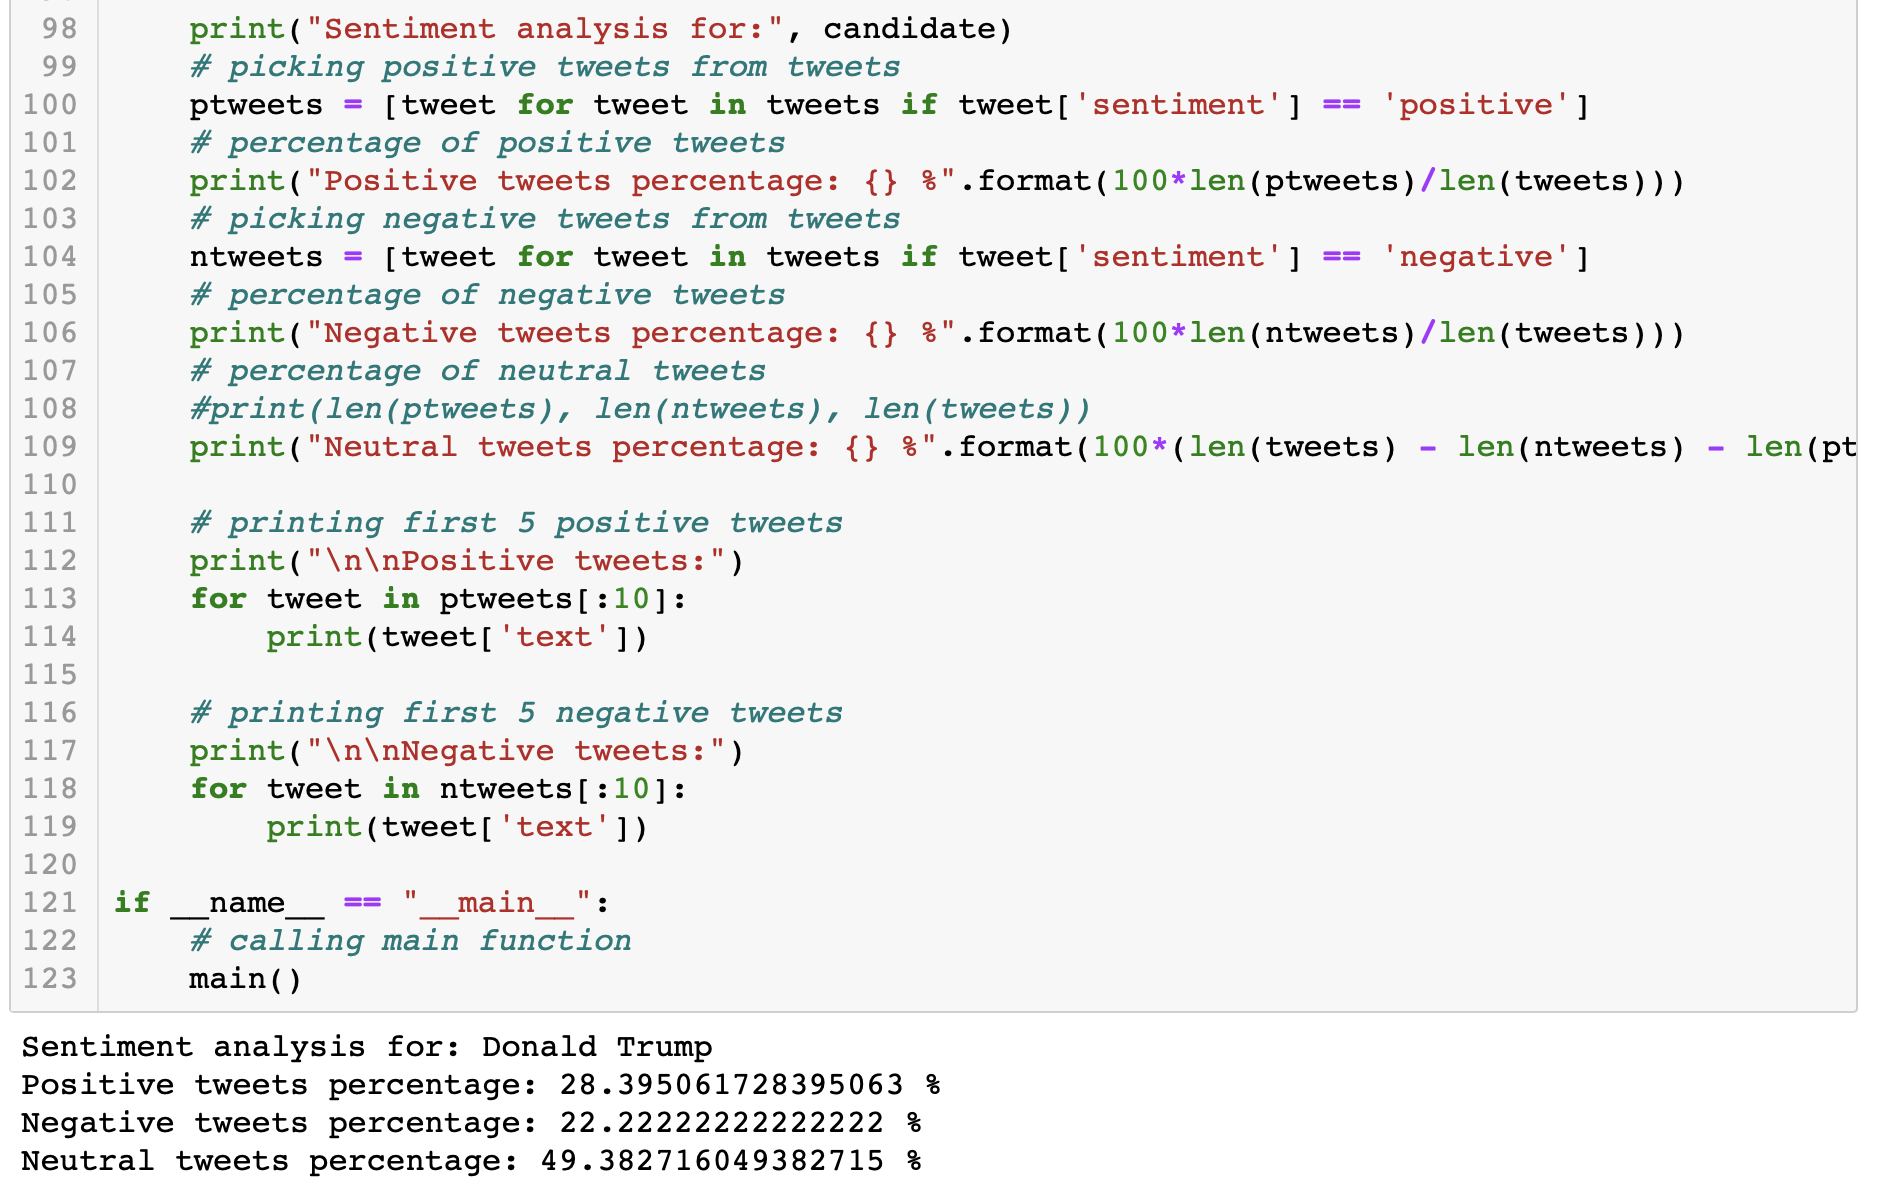 98 print("Sentiment analysis for:", candidate)
99 # picking positive tweets from tweets
100 ptweets = [tweet for tweet in tweets if tweet['sentiment'] == 'positive']
101 # percentage of positive tweets
102 print("Positive tweets percentage: {} %".format(100*len(ptweets)/len(tweets)))
103 # picking negative tweets from tweets
104 ntweets = [tweet for tweet in tweets if tweet['sentiment'] == 'negative']
105 # percentage of negative tweets
106 print("Negative tweets percentage: {} %".format(100*len(ntweets)/len(tweets)))
107 # percentage of neutral tweets
108 #print(len(ptweets), len(ntweets), len(tweets))
109 print("Neutral tweets percentage: {} %".format(100*(len(tweets) - len(ntweets) - len(pt
110
111 # printing first 5 positive tweets
112 print("\n\nPositive tweets:")
113 for tweet in ptweets[:10]:
114 print(tweet['text'])
115
116 # printing first 5 negative tweets
117 print("\n\nNegative tweets:")
118 for tweet in ntweets[:10]:
119 print(tweet['text'])
120
121 if __name__ == "__main__":
122 # calling main function
123 main()
Sentiment analysis for: Donald Trump
Positive tweets percentage: 28.395061728395063 %
Negative tweets percentage: 22.22222222222222 %
Neutral tweets percentage: 49.382716049382715 %